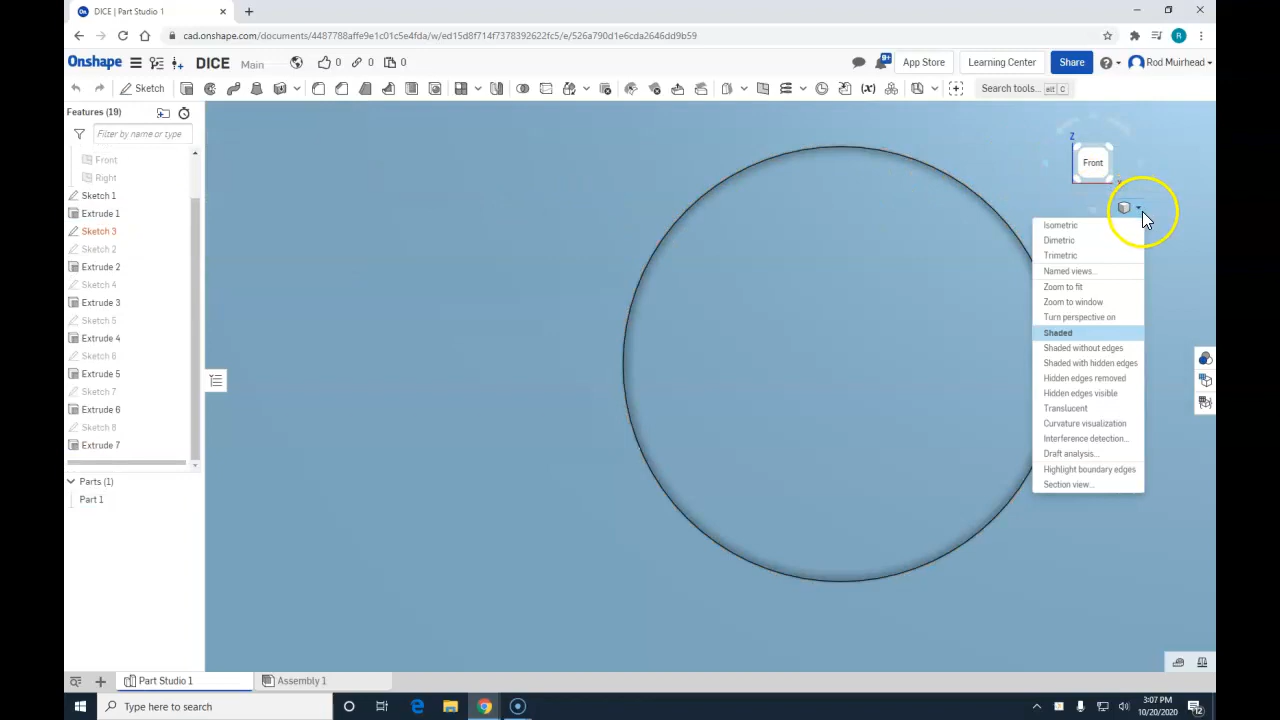 DICE | Part Studio 1
cad.onshape.com/documents/4487788affe9e1c01c5e4fda/w/ed15d8f714f7378392622fc5/e/526a790d1e6cda2646dd9b59
R
Onshape
DICE
Main
0
0
0
App Store
Learning Center
Share
Rod Muirhead
Sketch
Search tools...
alt C
Features (19)
Filter by name or type
Front
Right
Sketch 1
Extrude 1
Sketch 3
Sketch 2
Extrude 2
Sketch 4
Extrude 3
Sketch 5
Extrude 4
Sketch 6
Extrude 5
Sketch 7
Extrude 6
Sketch 8
Extrude 7
Parts (1)
Part 1
Z
Front
Isometric
Dimetric
Trimetric
Named views...
Zoom to fit
Zoom to window
Turn perspective on
Shaded
Shaded without edges
Shaded with hidden edges
Hidden edges removed
Hidden edges visible
Translucent
Curvature visualization
Interference detection...
Draft analysis...
Highlight boundary edges
Section view...
Part Studio 1
Assembly 1
Type here to search
3:07 PM
10/20/2020